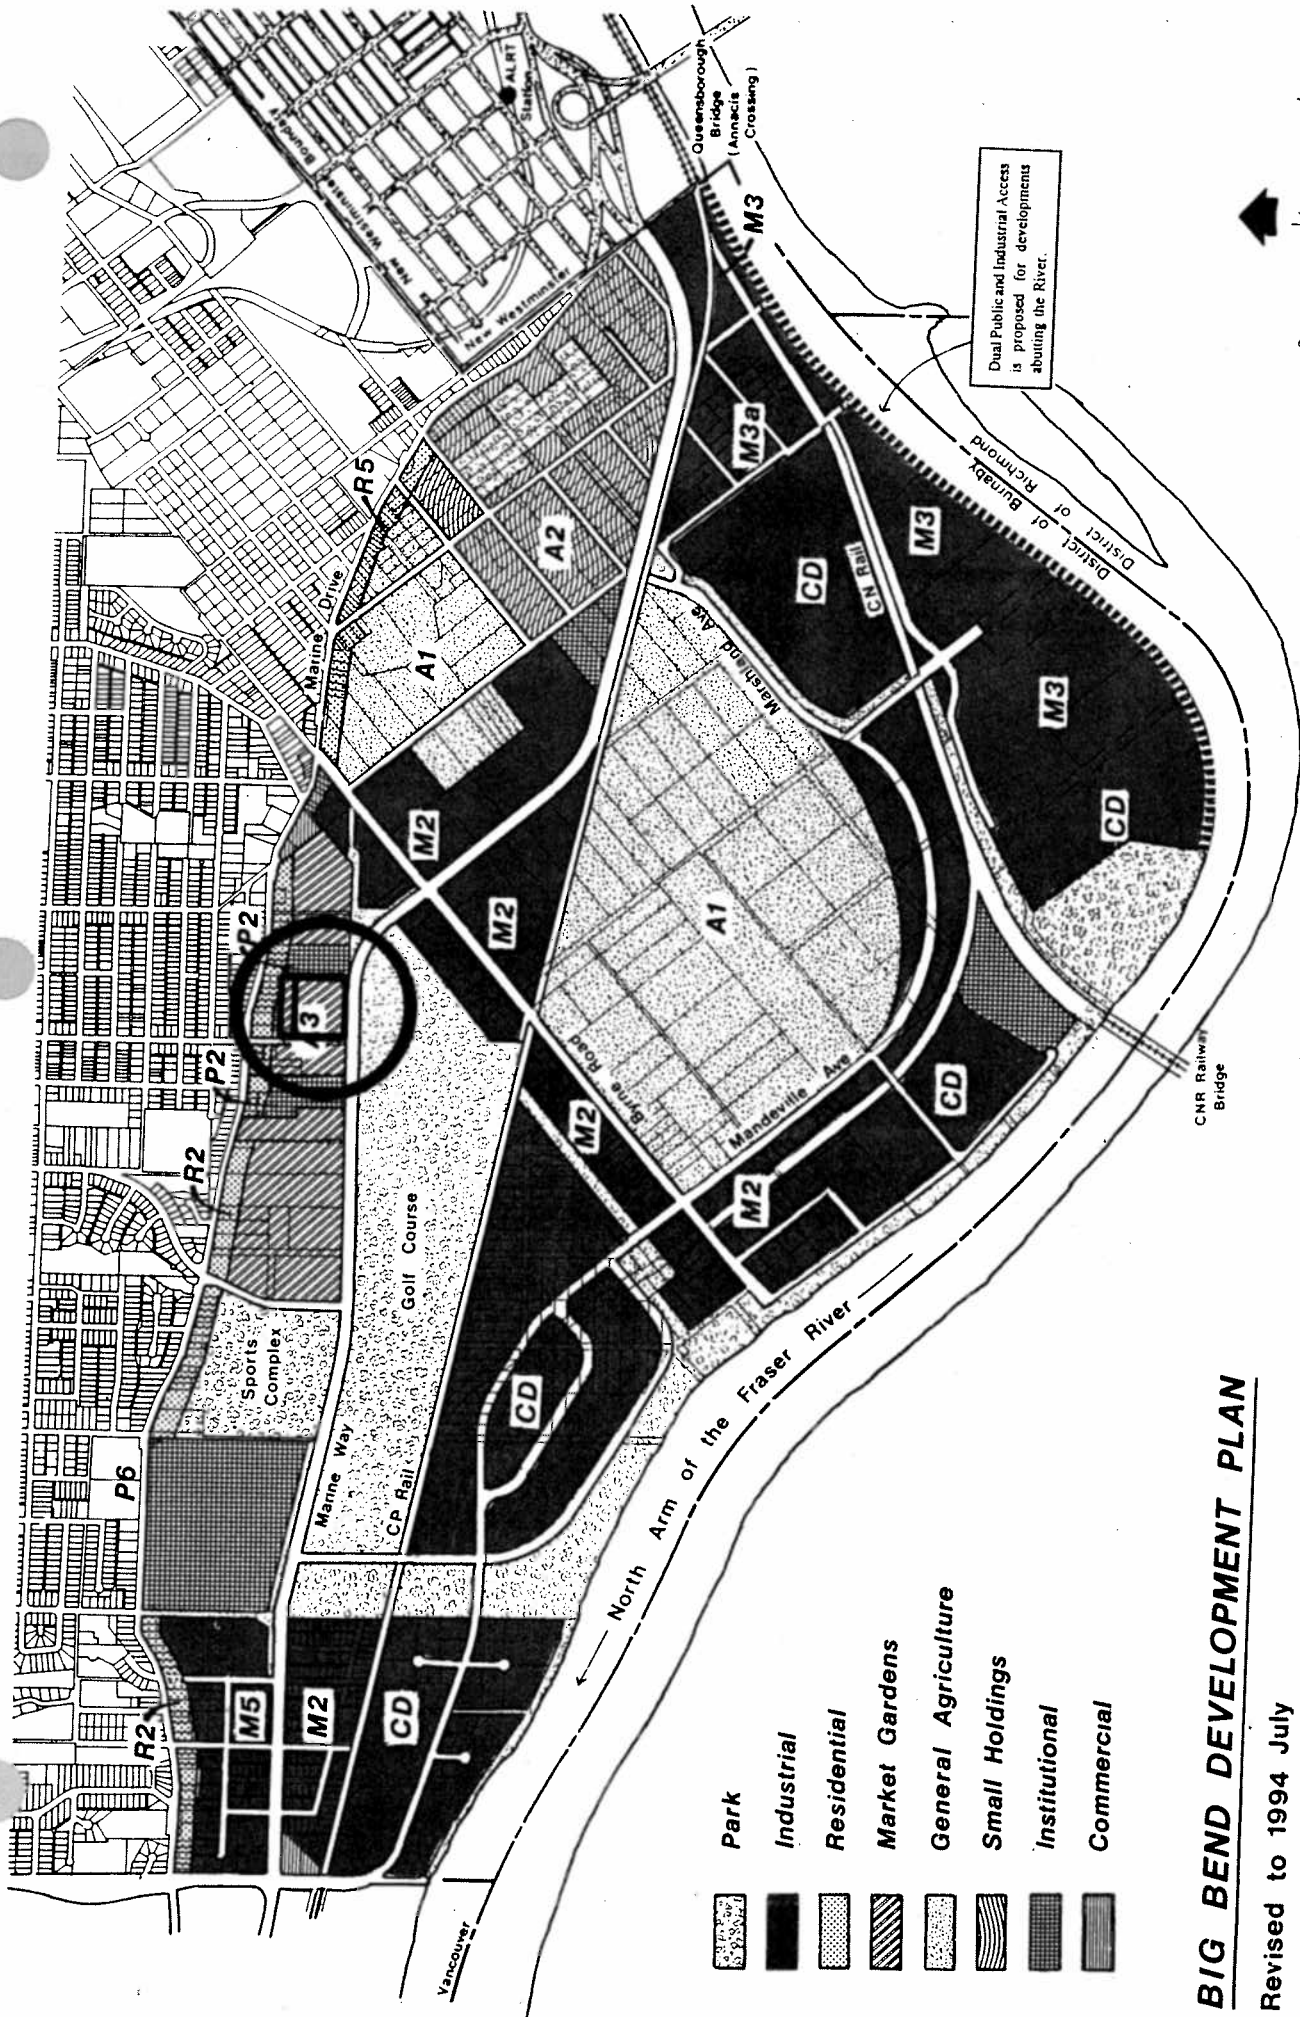 BIG BEND DEVELOPMENT PLAN
Revised to 1994 July
Park
Industrial
Residential
Market Gardens
General Agriculture
Small Holdings
Institutional
Commercial
Vancouver
R2
M5
M2
CD
P6
Sports
Complex
Marine Way
CP Rail
Golf Course
R2
P2
P2
CD
M2
M2
CD
Byrne Road
Mandeville Ave
A1
M2
M2
Marine Drive
R5
A1
A2
Marshland Ave
CD
CN Rail
M3a
M3
M3
M3
CD
New Westminster
New Westminster Boundary
ALRT
Station
Queensborough
Bridge
(Annacis
Crossing)
Dual Public and Industrial Access
is proposed for developments
abutting the River.
District of Burnaby
District of Richmond
CNR Railway
Bridge
North Arm of the Fraser River